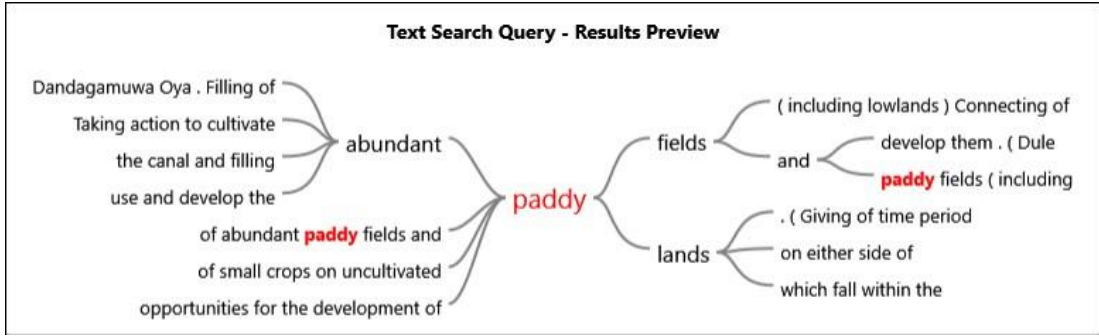 Text Search Query - Results Preview
Dandagamuwa Oya . Filling of
Taking action to cultivate
the canal and filling
use and develop the
abundant
of abundant paddy fields and
of small crops on uncultivated
opportunities for the development of
paddy
fields
( including lowlands ) Connecting of
and
develop them . ( Dule
paddy fields ( including
lands
. ( Giving of time period
on either side of
which fall within the